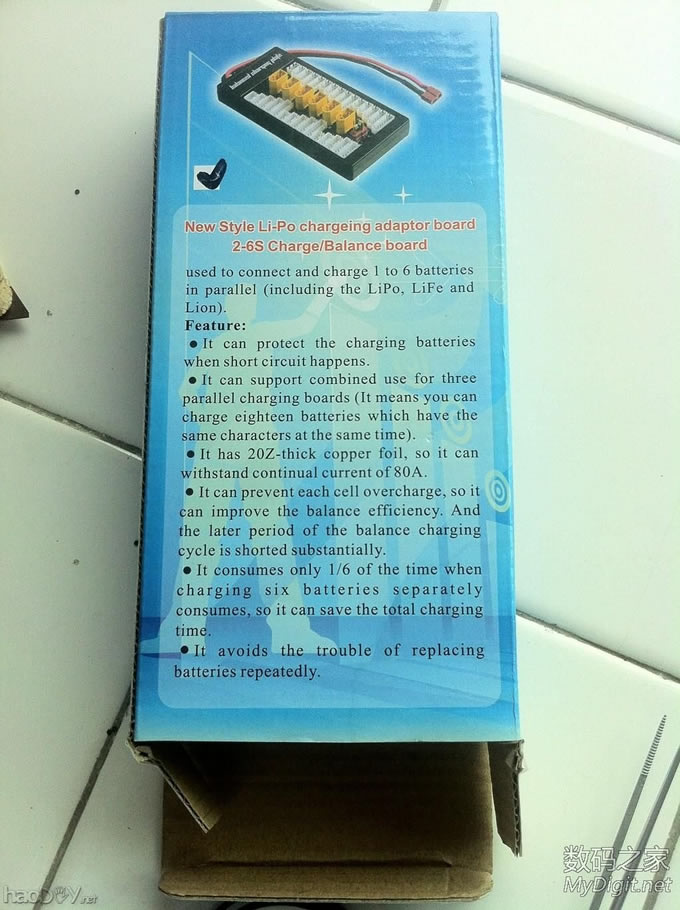 New Style Li-Po chargeing adaptor board
2-6S Charge/Balance board
used to connect and charge 1 to 6 batteries
in parallel (including the LiPo, LiFe and
Lion).
Feature:
● It can protect the charging batteries
when short circuit happens.
● It can support combined use for three
parallel charging boards (It means you can
charge eighteen batteries which have the
same characters at the same time).
● It has 20Z-thick copper foil, so it can
withstand continual current of 80A.
● It can prevent each cell overcharge, so it
can improve the balance efficiency. And
the later period of the balance charging
cycle is shorted substantially.
● It consumes only 1/6 of the time when
charging six batteries separately
consumes, so it can save the total charging
time.
● It avoids the trouble of replacing
batteries repeatedly.
数码之家
MyDigit.net
haoDIY.net